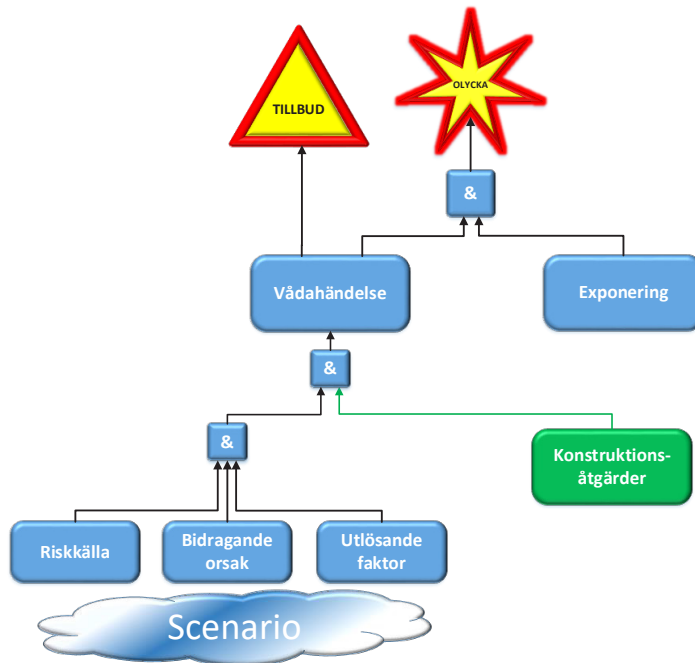 TILLBUD
OLYCKA
&
Vådahändelse
Exponering
&
&
Konstruktions-
åtgärder
Riskkälla
Bidragande
orsak
Utlösande
faktor
Scenario